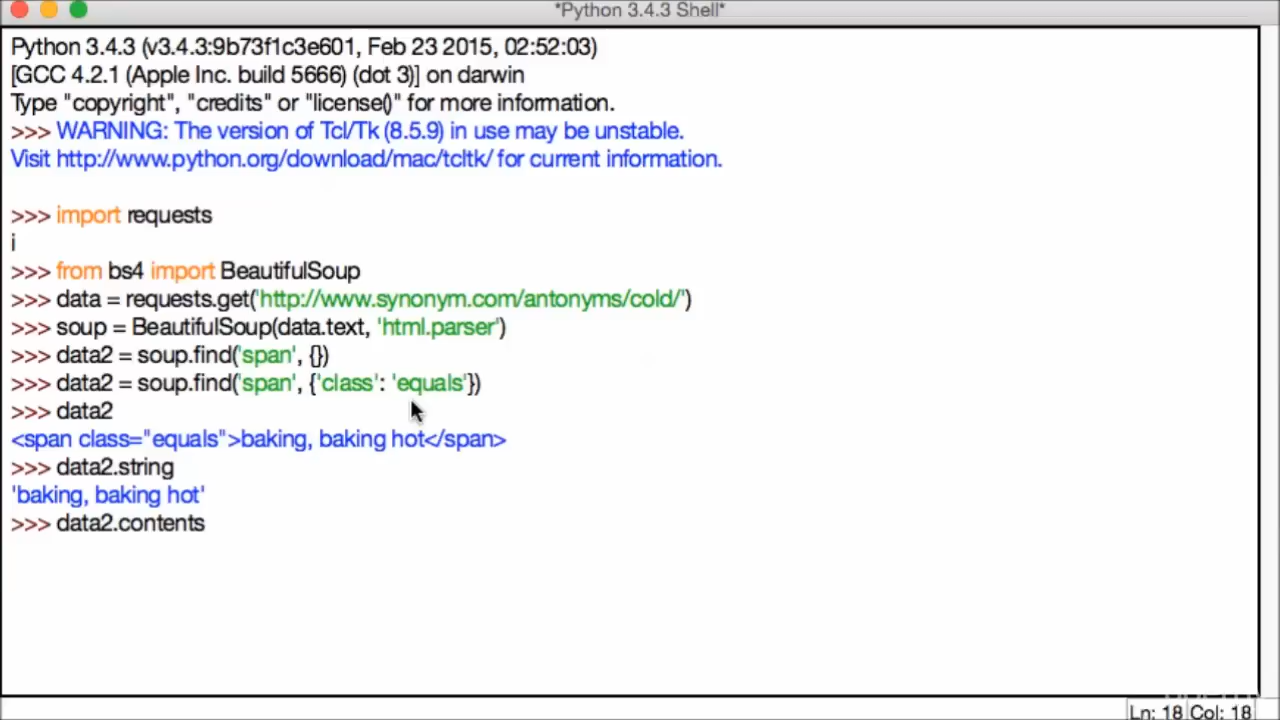 *Python 3.4.3 Shell*
Python 3.4.3 (v3.4.3:9b73f1c3e601, Feb 23 2015, 02:52:03)
[GCC 4.2.1 (Apple Inc. build 5666) (dot 3)] on darwin
Type "copyright", "credits" or "license()" for more information.
>>> WARNING: The version of Tcl/Tk (8.5.9) in use may be unstable.
Visit http://www.python.org/download/mac/tcltk/ for current information.
>>> import requests
i
>>> from bs4 import BeautifulSoup
>>> data = requests.get('http://www.synonym.com/antonyms/cold/')
>>> soup = BeautifulSoup(data.text, 'html.parser')
>>> data2 = soup.find('span', {})
>>> data2 = soup.find('span', {'class': 'equals'})
>>> data2
<span class="equals">baking, baking hot</span>
>>> data2.string
'baking, baking hot'
>>> data2.contents
Ln: 18 Col: 18